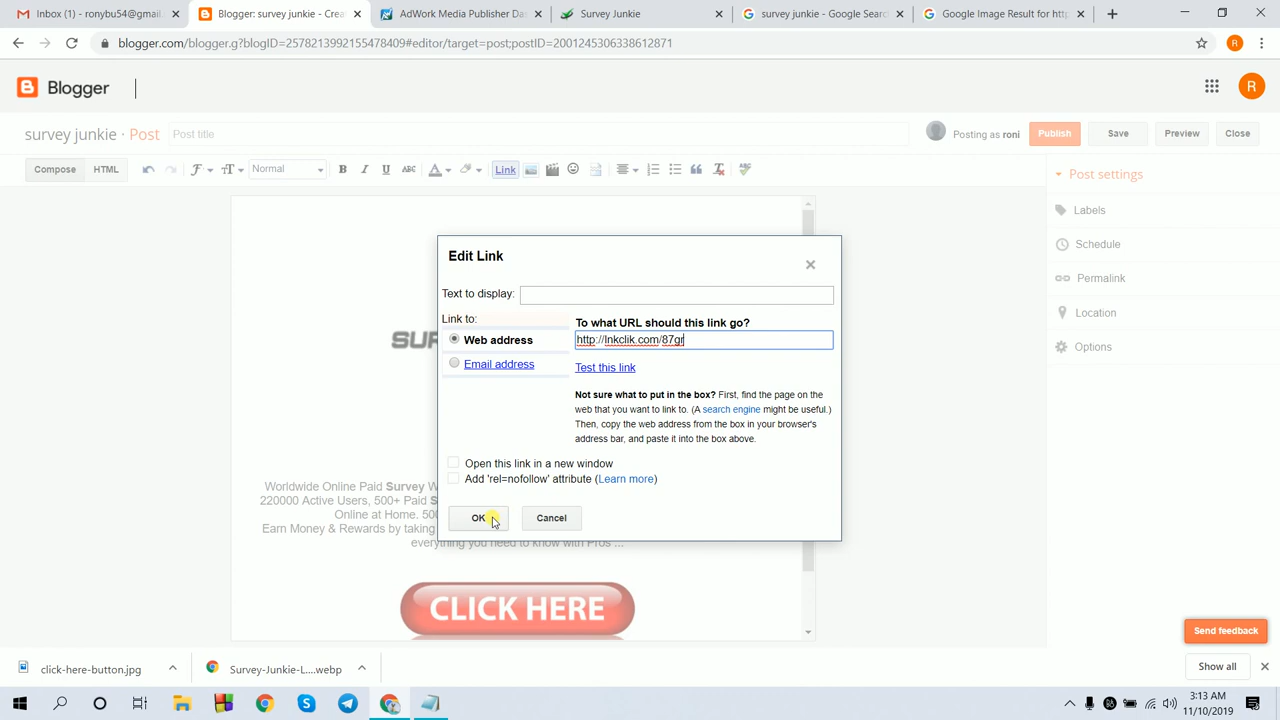 Inbox (1) - ronybu54@gmail.
Blogger: survey junkie - Create
AdWork Media Publisher Das
Survey Junkie
survey junkie - Google Search
Google Image Result for http
blogger.com/blogger.g?blogID=2578213992155478409#editor/target=post;postID=2001245306338612871
R
Blogger
R
survey junkie · Post
Post title
Posting as roni
Publish
Save
Preview
Close
Compose
HTML
Normal
B I U ABC A
Link
Post settings
Labels
Schedule
Permalink
Location
Options
Edit Link
Text to display:
Link to:
To what URL should this link go?
Web address
http://lnkclik.com/87gr
Email address
Test this link
Not sure what to put in the box? First, find the page on the
web that you want to link to. (A search engine might be useful.)
Then, copy the web address from the box in your browser's
address bar, and paste it into the box above.
Open this link in a new window
Add 'rel=nofollow' attribute (Learn more)
OK
Cancel
SUR
Worldwide Online Paid Survey W
220000 Active Users, 500+ Paid S
Online at Home. 50
Earn Money & Rewards by taking
everything you need to know with Pros ...
CLICK HERE
Send feedback
click-here-button.jpg
Survey-Junkie-L....webp
Show all
3:13 AM
11/10/2019